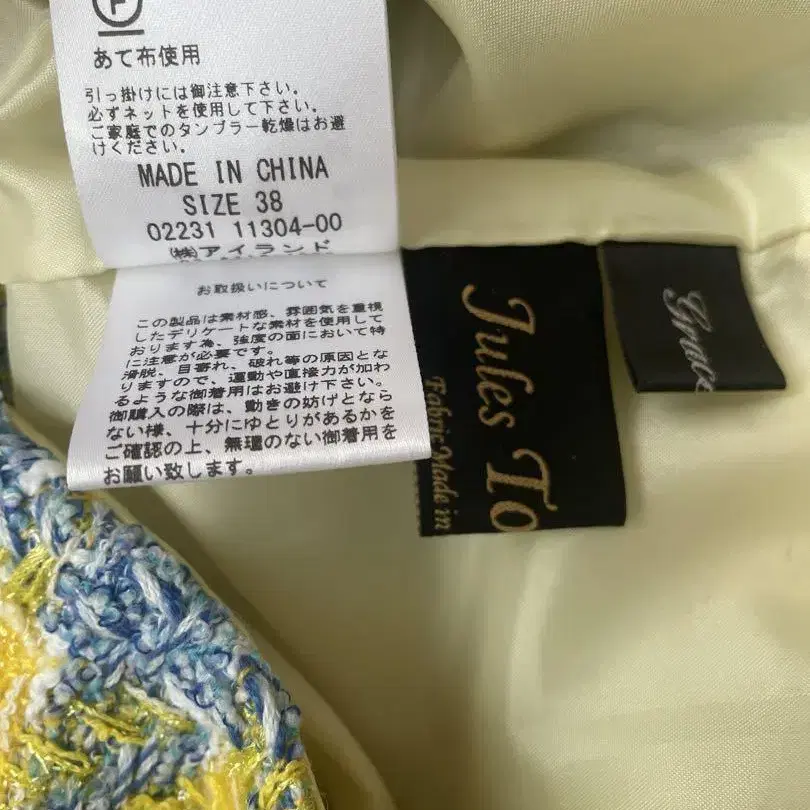 F
あて布使用
引っ掛けには御注意下さい。
必ずネットを使用して下さい。
ご家庭でのタンブラー乾燥はお避
けください。
MADE IN CHINA
SIZE 38
02231 11304-00
㈱アイランド
お取扱いについて
この製品は素材感、雰囲気を重視
したデリケートな素材を使用して
おります為、強度の面において特
に注意が必要です。
滑脱、目寄れ、破れ等の原因とな
りますので、運動や直接力が加わ
るような御着用はお避け下さい。
御購入の際は、動きの妨げとなら
ない様、十分にゆとりがあるかを
ご確認の上、無理のない御着用を
お願い致します。
Jules To
Fabric Made in
Grace